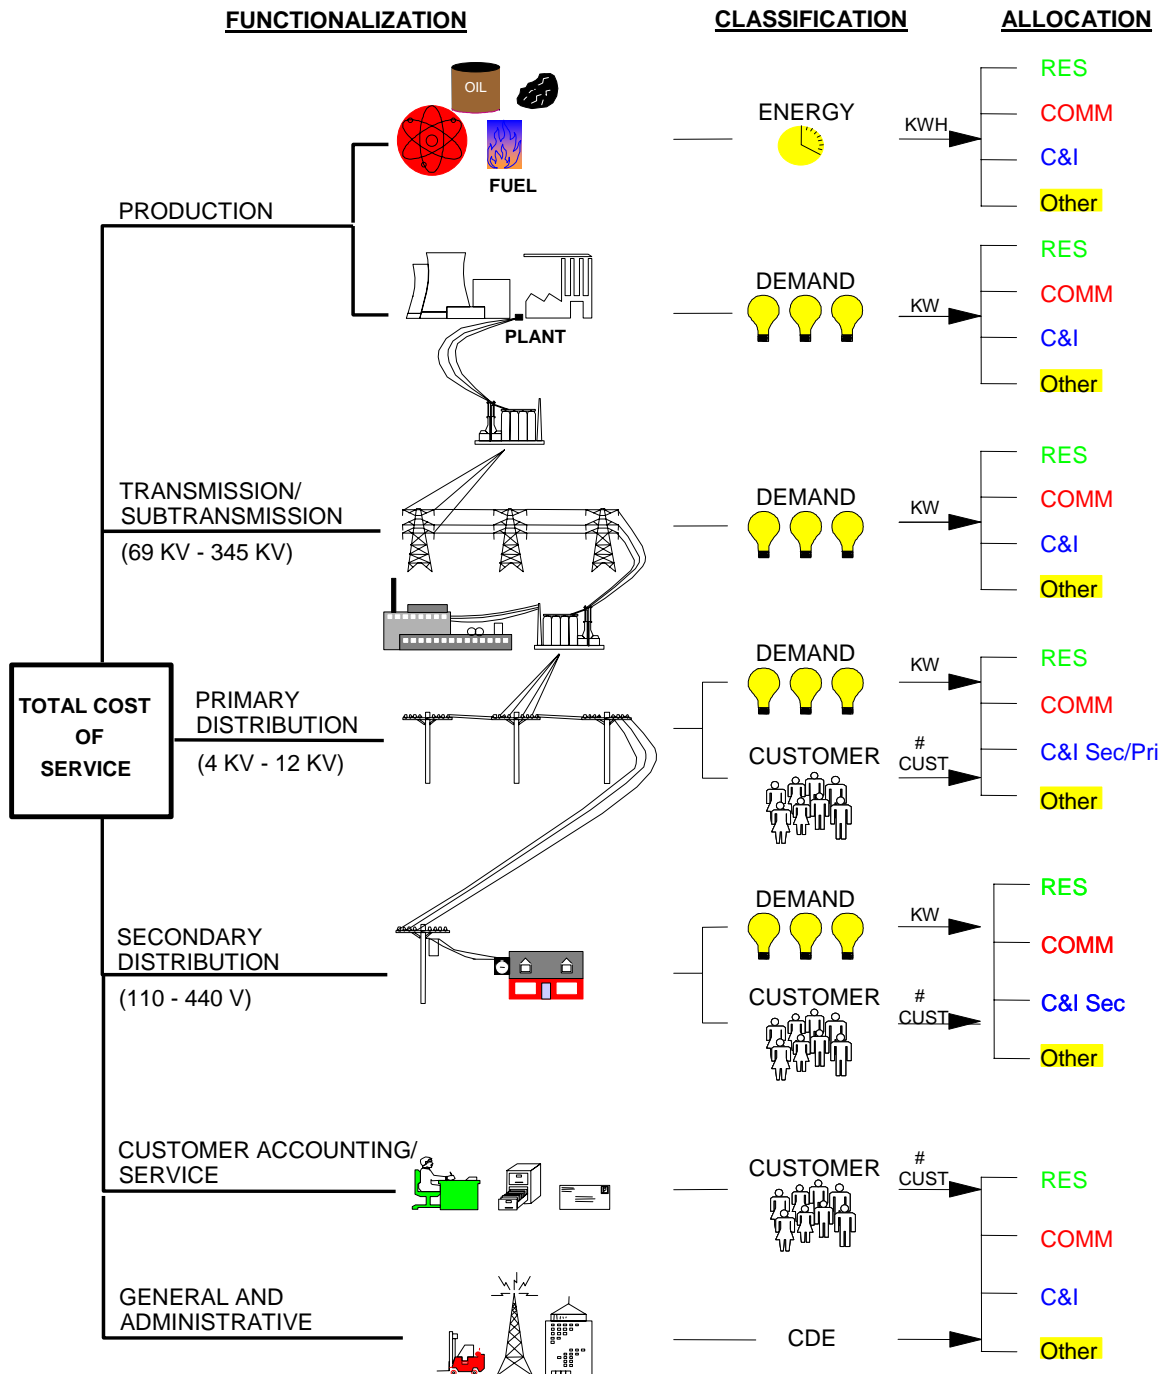 FUNCTIONALIZATION
CLASSIFICATION
ALLOCATION
OIL
FUEL
PRODUCTION
ENERGY
KWH
RES
COMM
C&I
Other
PLANT
DEMAND
KW
RES
COMM
C&I
Other
TRANSMISSION/
SUBTRANSMISSION
(69 KV - 345 KV)
DEMAND
KW
RES
COMM
C&I
Other
TOTAL COST
OF
SERVICE
PRIMARY
DISTRIBUTION
(4 KV - 12 KV)
DEMAND
KW
CUSTOMER
#
CUST
RES
COMM
C&I Sec/Pri
Other
SECONDARY
DISTRIBUTION
(110 - 440 V)
DEMAND
KW
CUSTOMER
#
CUST
RES
COMM
C&I Sec
Other
CUSTOMER ACCOUNTING/
SERVICE
CUSTOMER
#
CUST
GENERAL AND
ADMINISTRATIVE
CDE
RES
COMM
C&I
Other